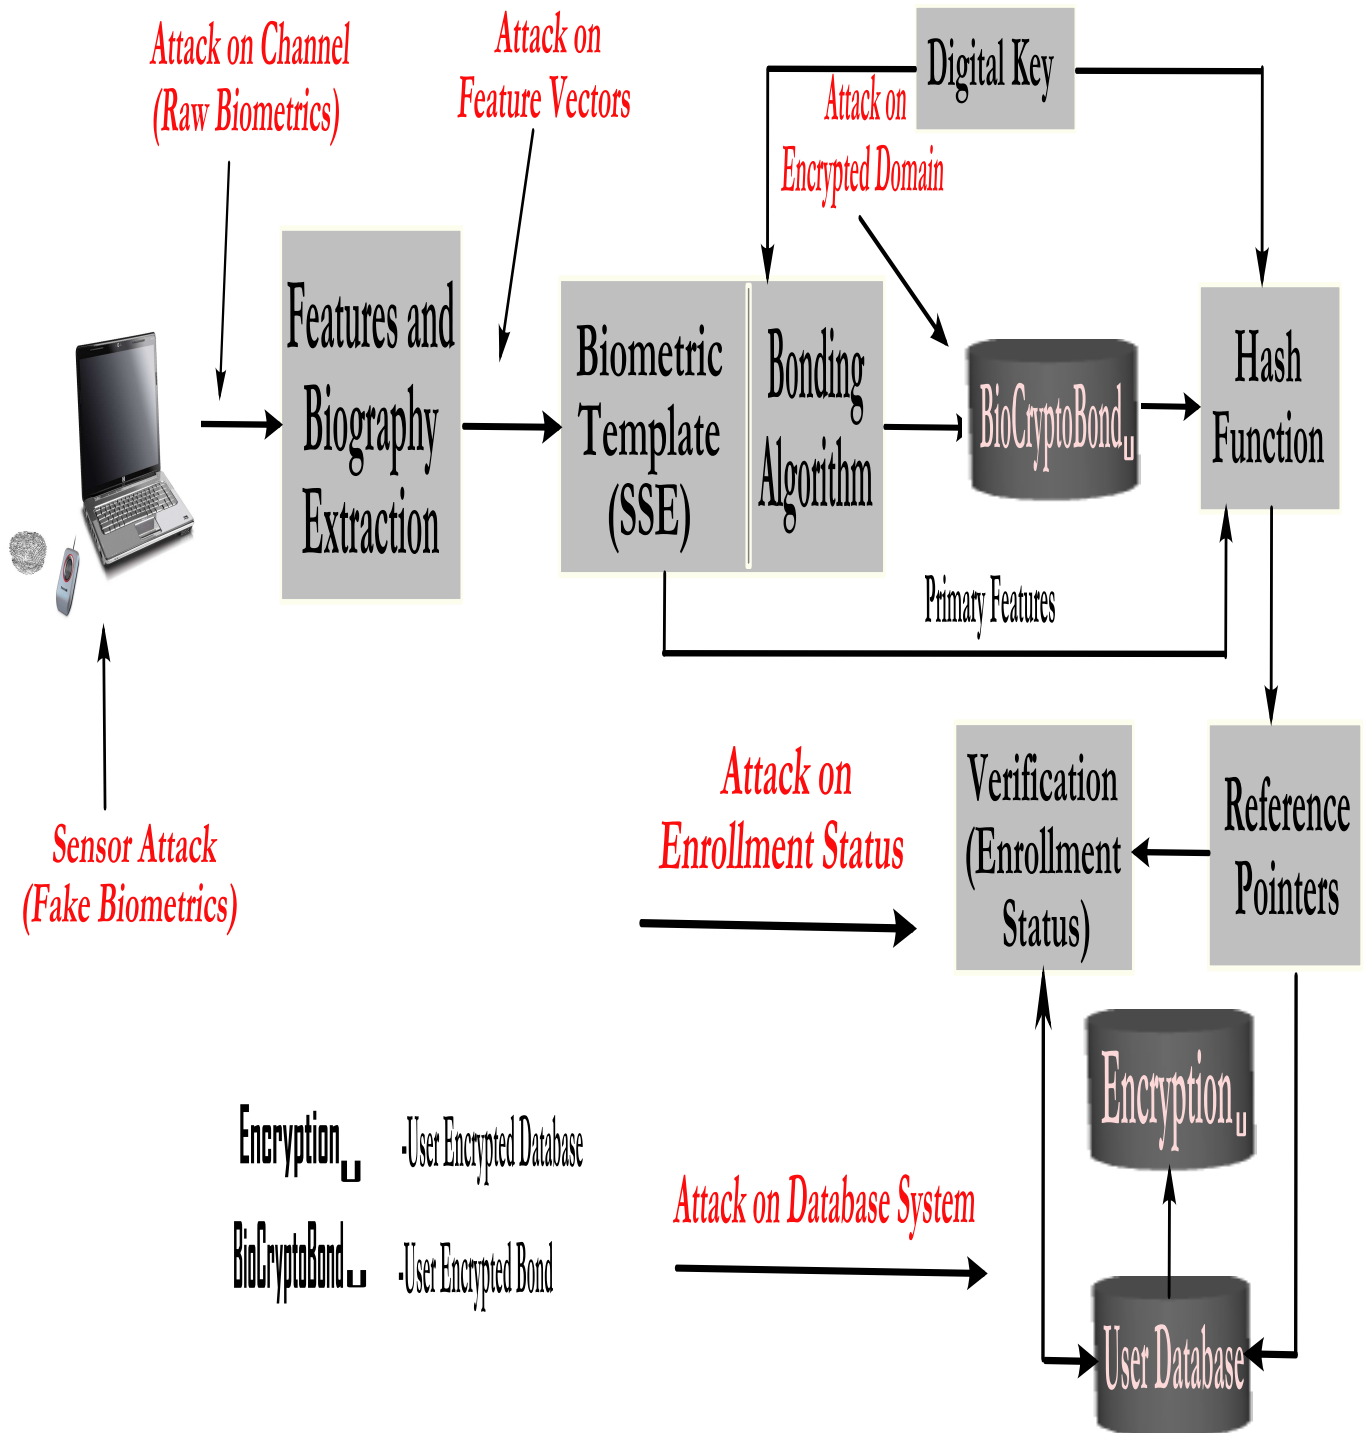 Attack on Channel
(Raw Biometrics)
Attack on
Feature Vectors
Digital Key
Attack on
Encrypted Domain
Features and
Biography
Extraction
Biometric
Template
(SSE)
Bonding
Algorithm
BioCryptoBondU
Hash
Function
Primary Features
Sensor Attack
(Fake Biometrics)
Attack on
Enrollment Status
Verification
(Enrollment
Status)
Reference
Pointers
EncryptionU
EncryptionU -User Encrypted Database
BioCryptoBondU -User Encrypted Bond
Attack on Database System
User Database